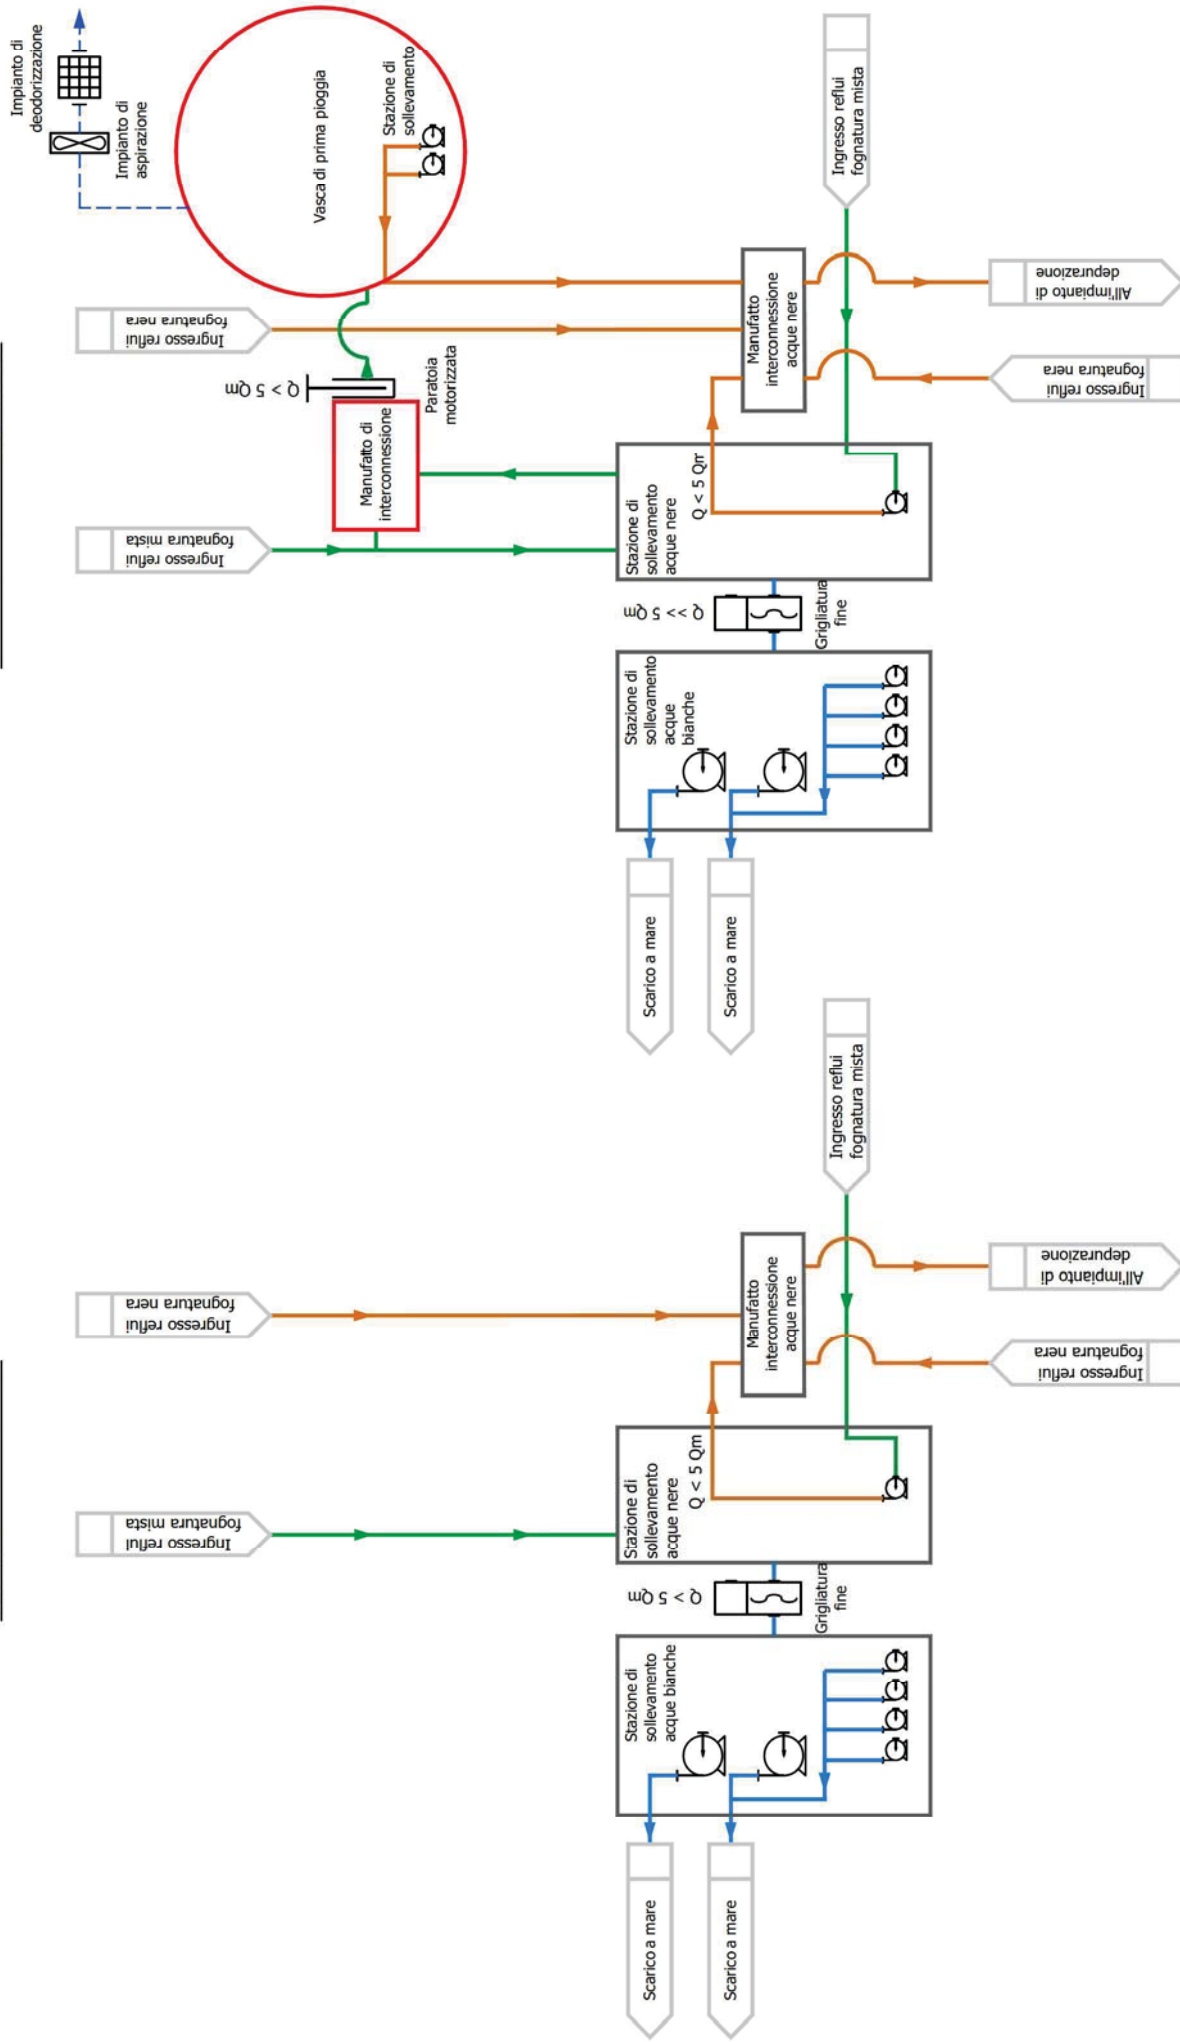 Impianto di
deodorizzazione
Impianto di
aspirazione
Vasca di prima pioggia
Stazione di
sollevamento
Ingresso reflui
fognatura mista
Ingresso reflui
fognatura nera
Q > 5 Qm
Paratoia
motorizzata
Manufatto di
interconnessione
Manufatto
interconnessione
acque nere
All'impianto di
depurazione
Ingresso reflui
fognatura nera
Ingresso reflui
fognatura mista
Stazione di
sollevamento
acque nere
Q < 5 Qm
Q >> 5 Qm
Grigliatura
fine
Stazione di
sollevamento
acque
bianche
Scarico a mare
Scarico a mare
Ingresso reflui
fognatura mista
Ingresso reflui
fognatura nera
Manufatto
interconnessione
acque nere
All'impianto di
depurazione
Ingresso reflui
fognatura nera
Ingresso reflui
fognatura mista
Stazione di
sollevamento
acque nere
Q < 5 Qm
Q > 5 Qm
Grigliatura
fine
Stazione di
sollevamento
acque bianche
Scarico a mare
Scarico a mare